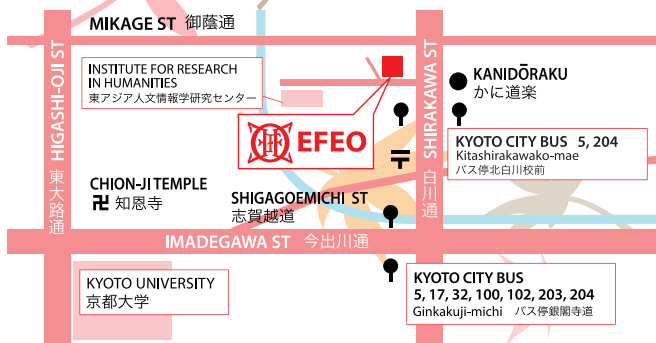 MIKAGE ST 御蔭通
HIGASHI-OJI ST 東大路通
INSTITUTE FOR RESEARCH
IN HUMANITIES
東アジア人文情報学研究センター
SHIRAKAWA ST 白川通
KANIDŌRAKU
かに道楽
EFEO
KYOTO CITY BUS 5, 204
Kitashirakawako-mae
バス停北白川校前
CHION-JI TEMPLE
卍 知恩寺
SHIGAGOEMICHI ST
志賀越道
IMADEGAWA ST 今出川通
KYOTO UNIVERSITY
京都大学
KYOTO CITY BUS
5, 17, 32, 100, 102, 203, 204
Ginkakuji-michi バス停銀閣寺道